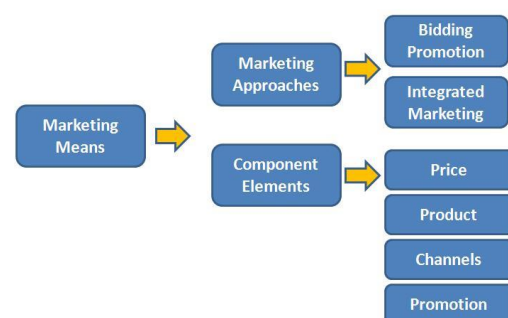 Bidding
Promotion
Marketing
Approaches
Integrated
Marketing
Marketing
Means
Component
Elements
Price
Product
Channels
Promotion